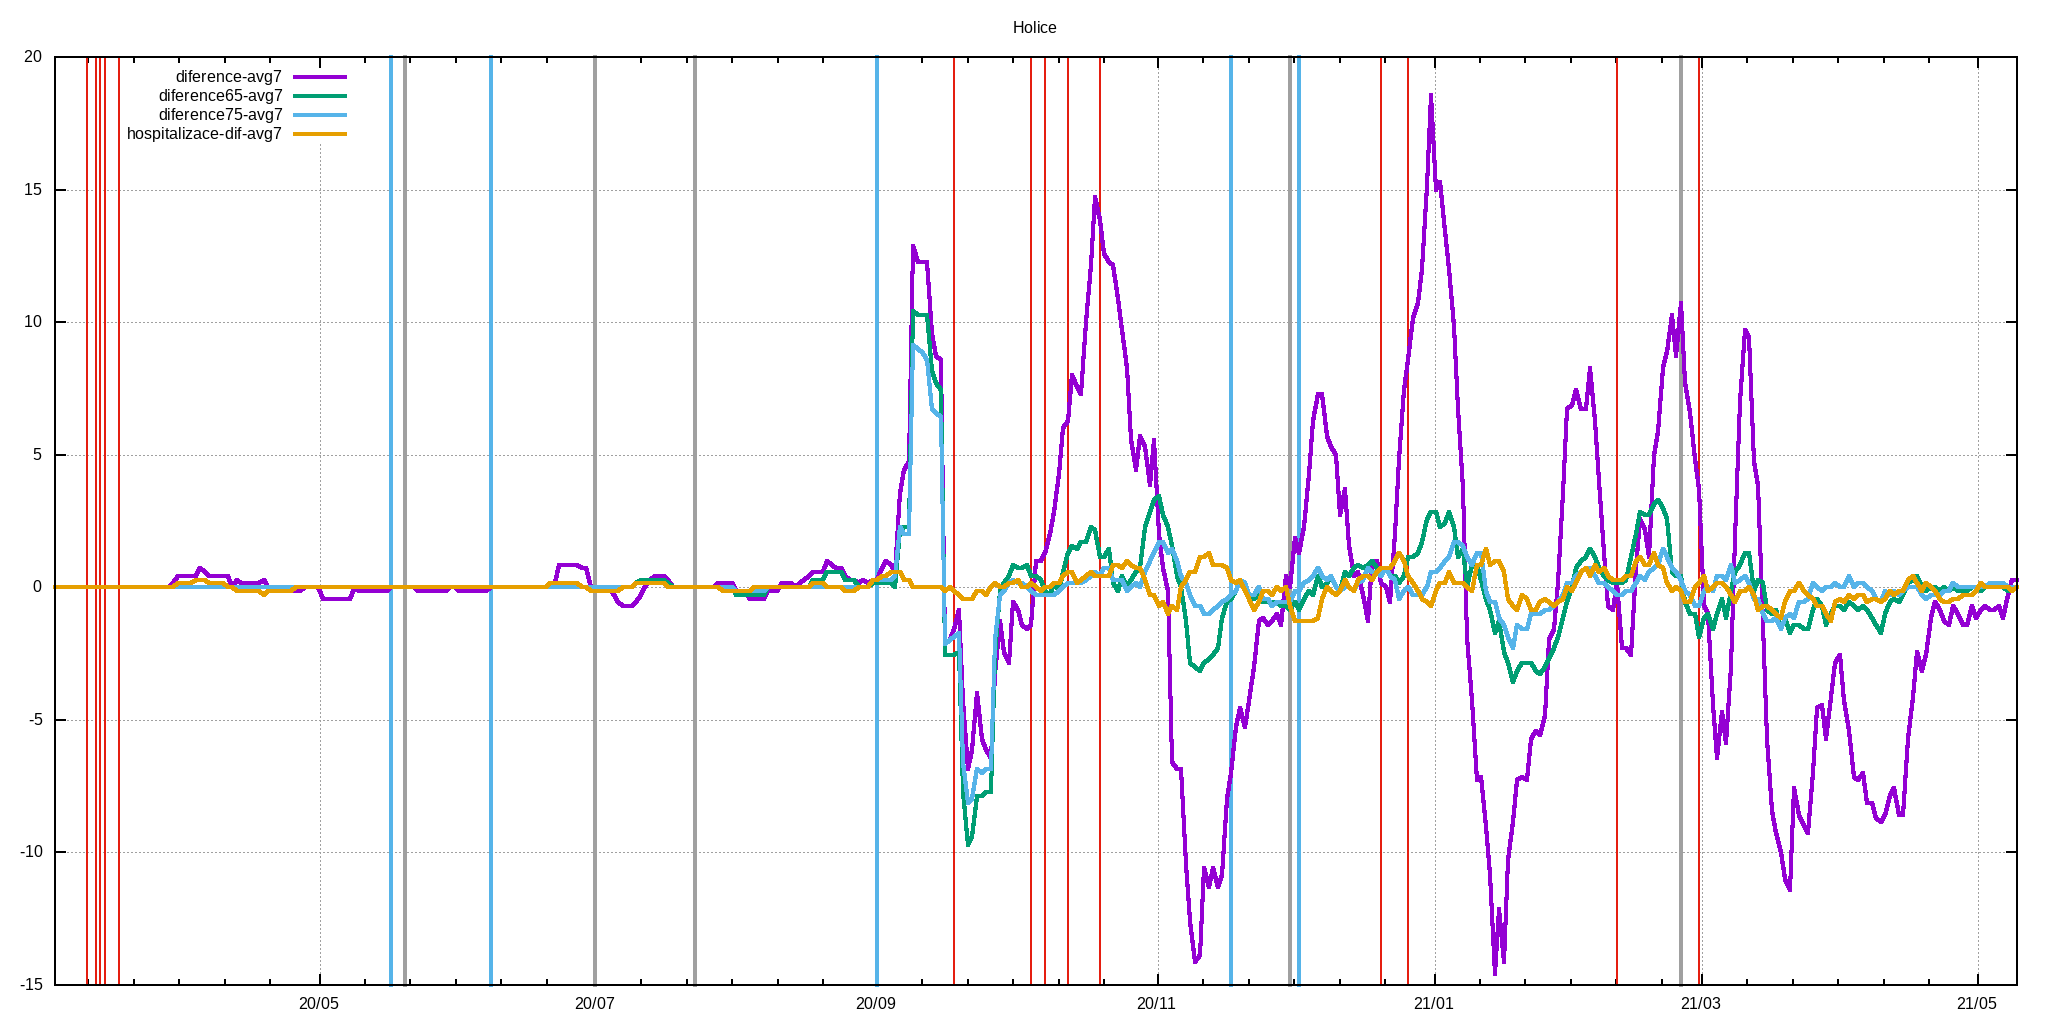 Holice
diference-avg7
diference65-avg7
diference75-avg7
hospitalizace-dif-avg7
20
15
10
5
0
-5
-10
-15
20/05 20/07 20/09 20/11 21/01 21/03 21/05